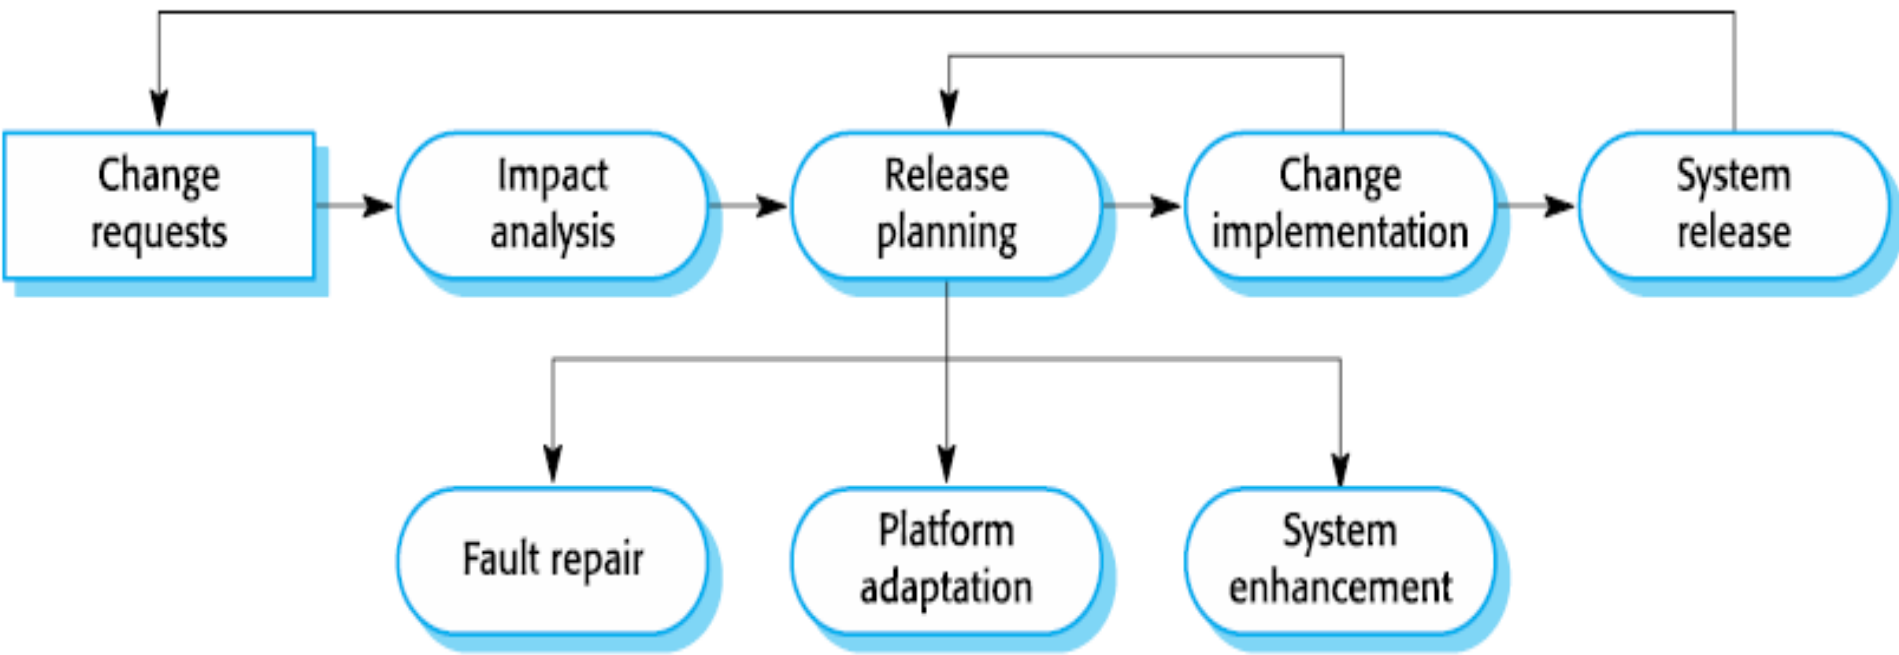 Change
requests
Impact
analysis
Release
planning
Change
implementation
System
release
Fault repair
Platform
adaptation
System
enhancement